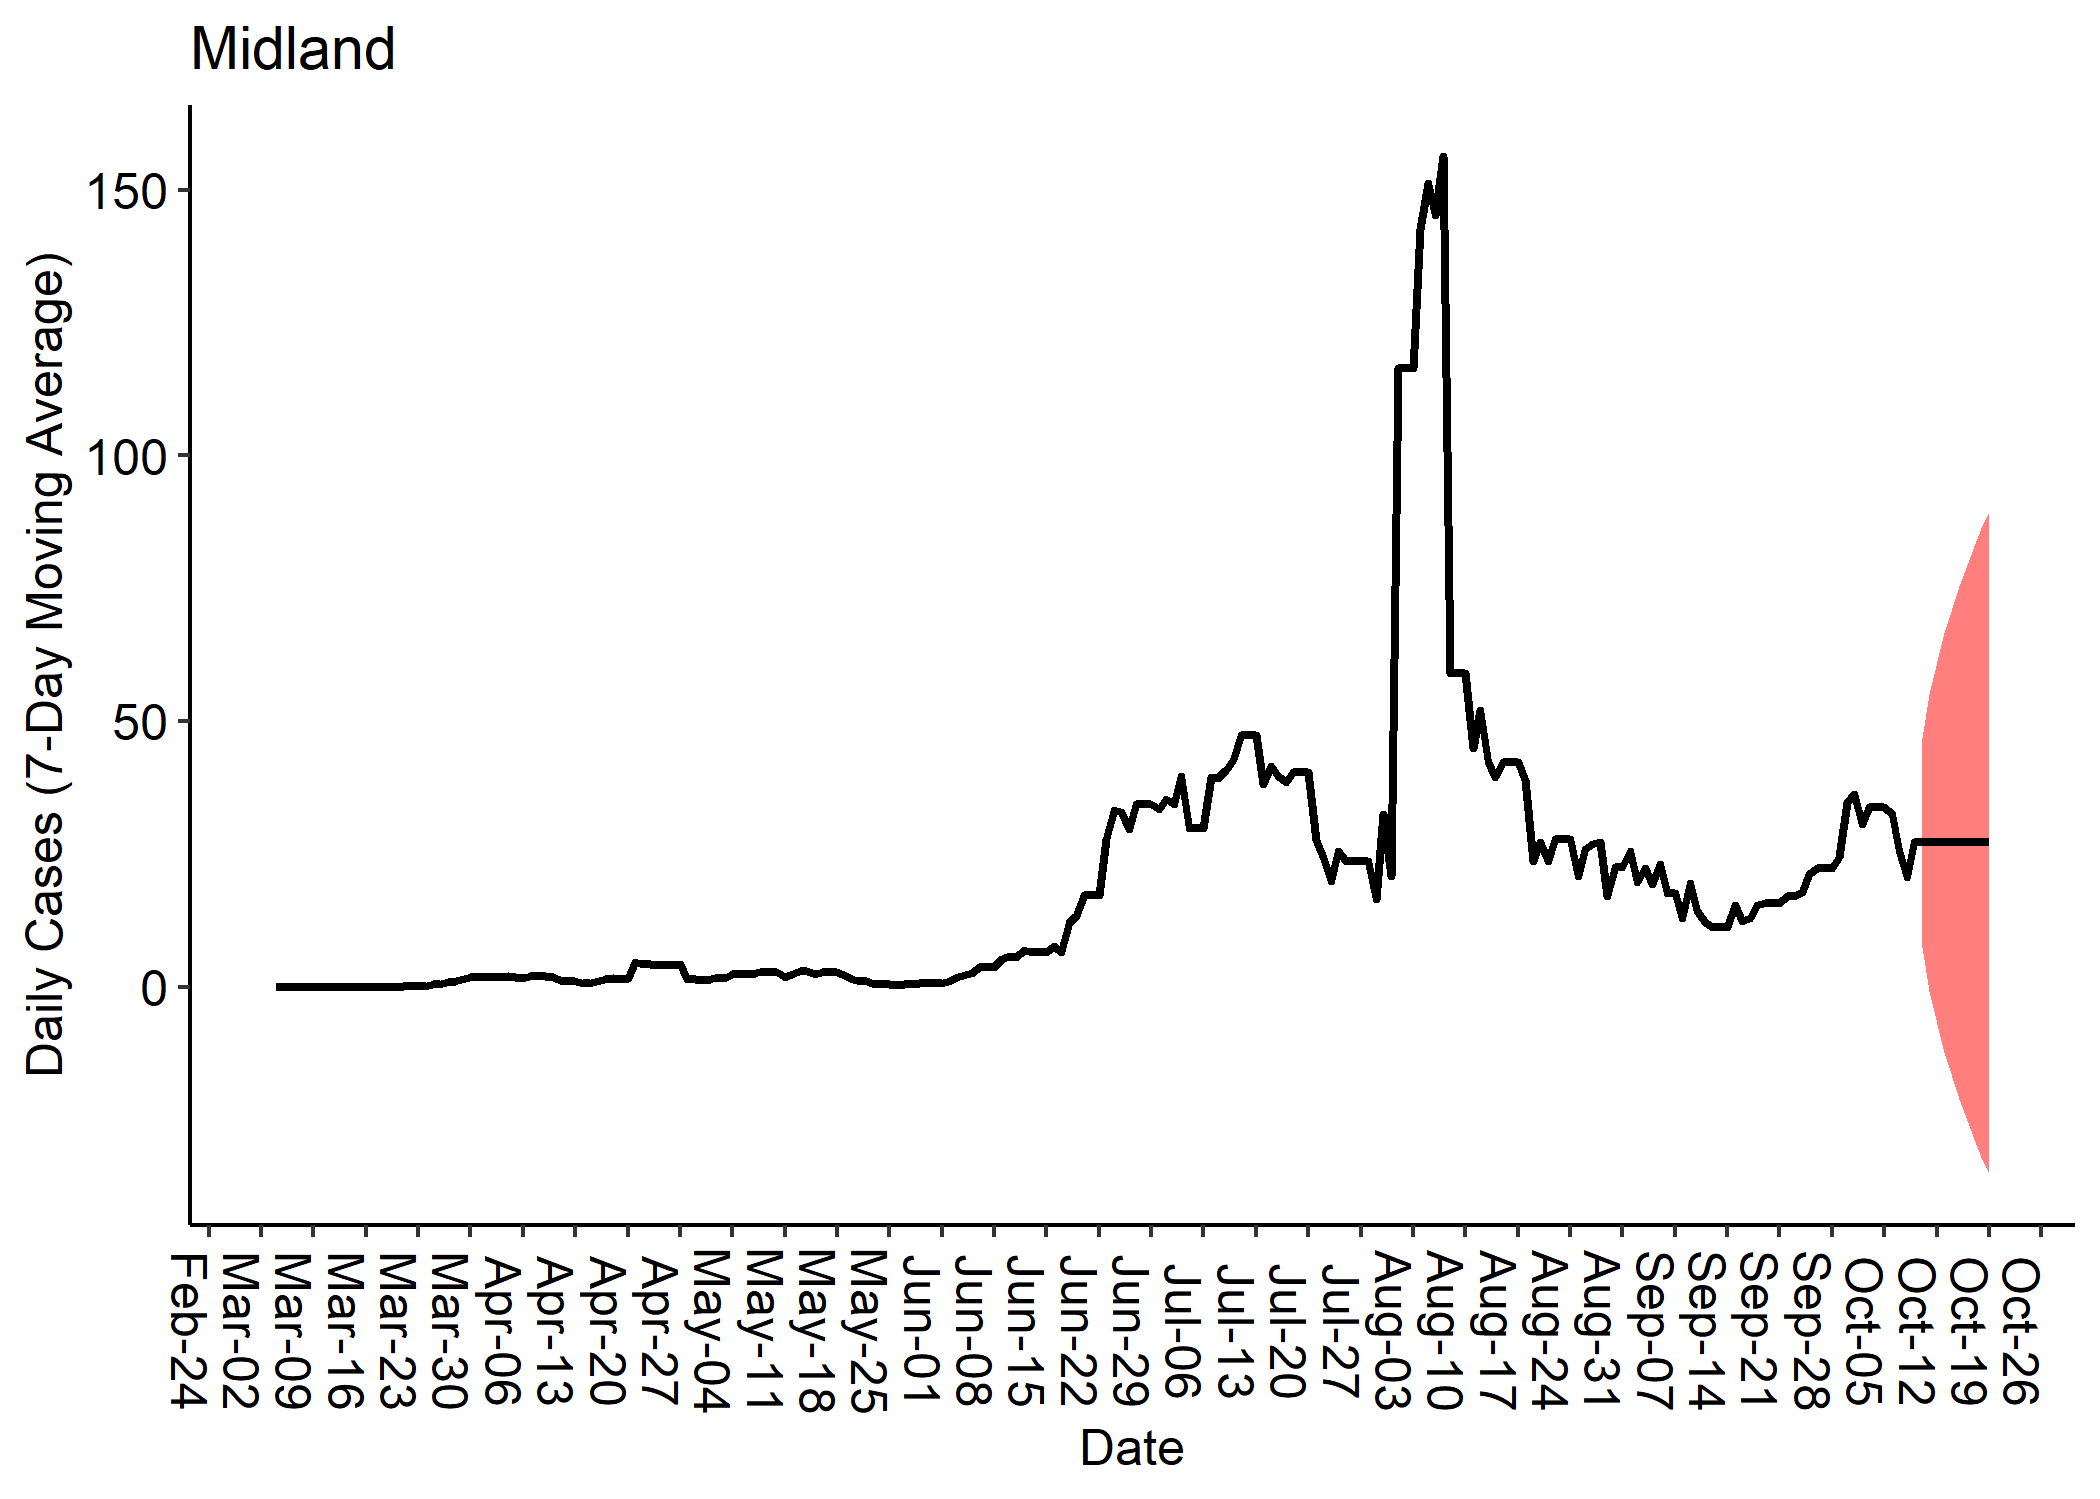 Midland
Daily Cases (7-Day Moving Average)
150
100
50
0
Feb-24
Mar-02
Mar-09
Mar-16
Mar-23
Mar-30
Apr-06
Apr-13
Apr-20
Apr-27
May-04
May-11
May-18
May-25
Jun-01
Jun-08
Jun-15
Jun-22
Jun-29
Jul-06
Jul-13
Jul-20
Jul-27
Aug-03
Aug-10
Aug-17
Aug-24
Aug-31
Sep-07
Sep-14
Sep-21
Sep-28
Oct-05
Oct-12
Oct-19
Oct-26
Date